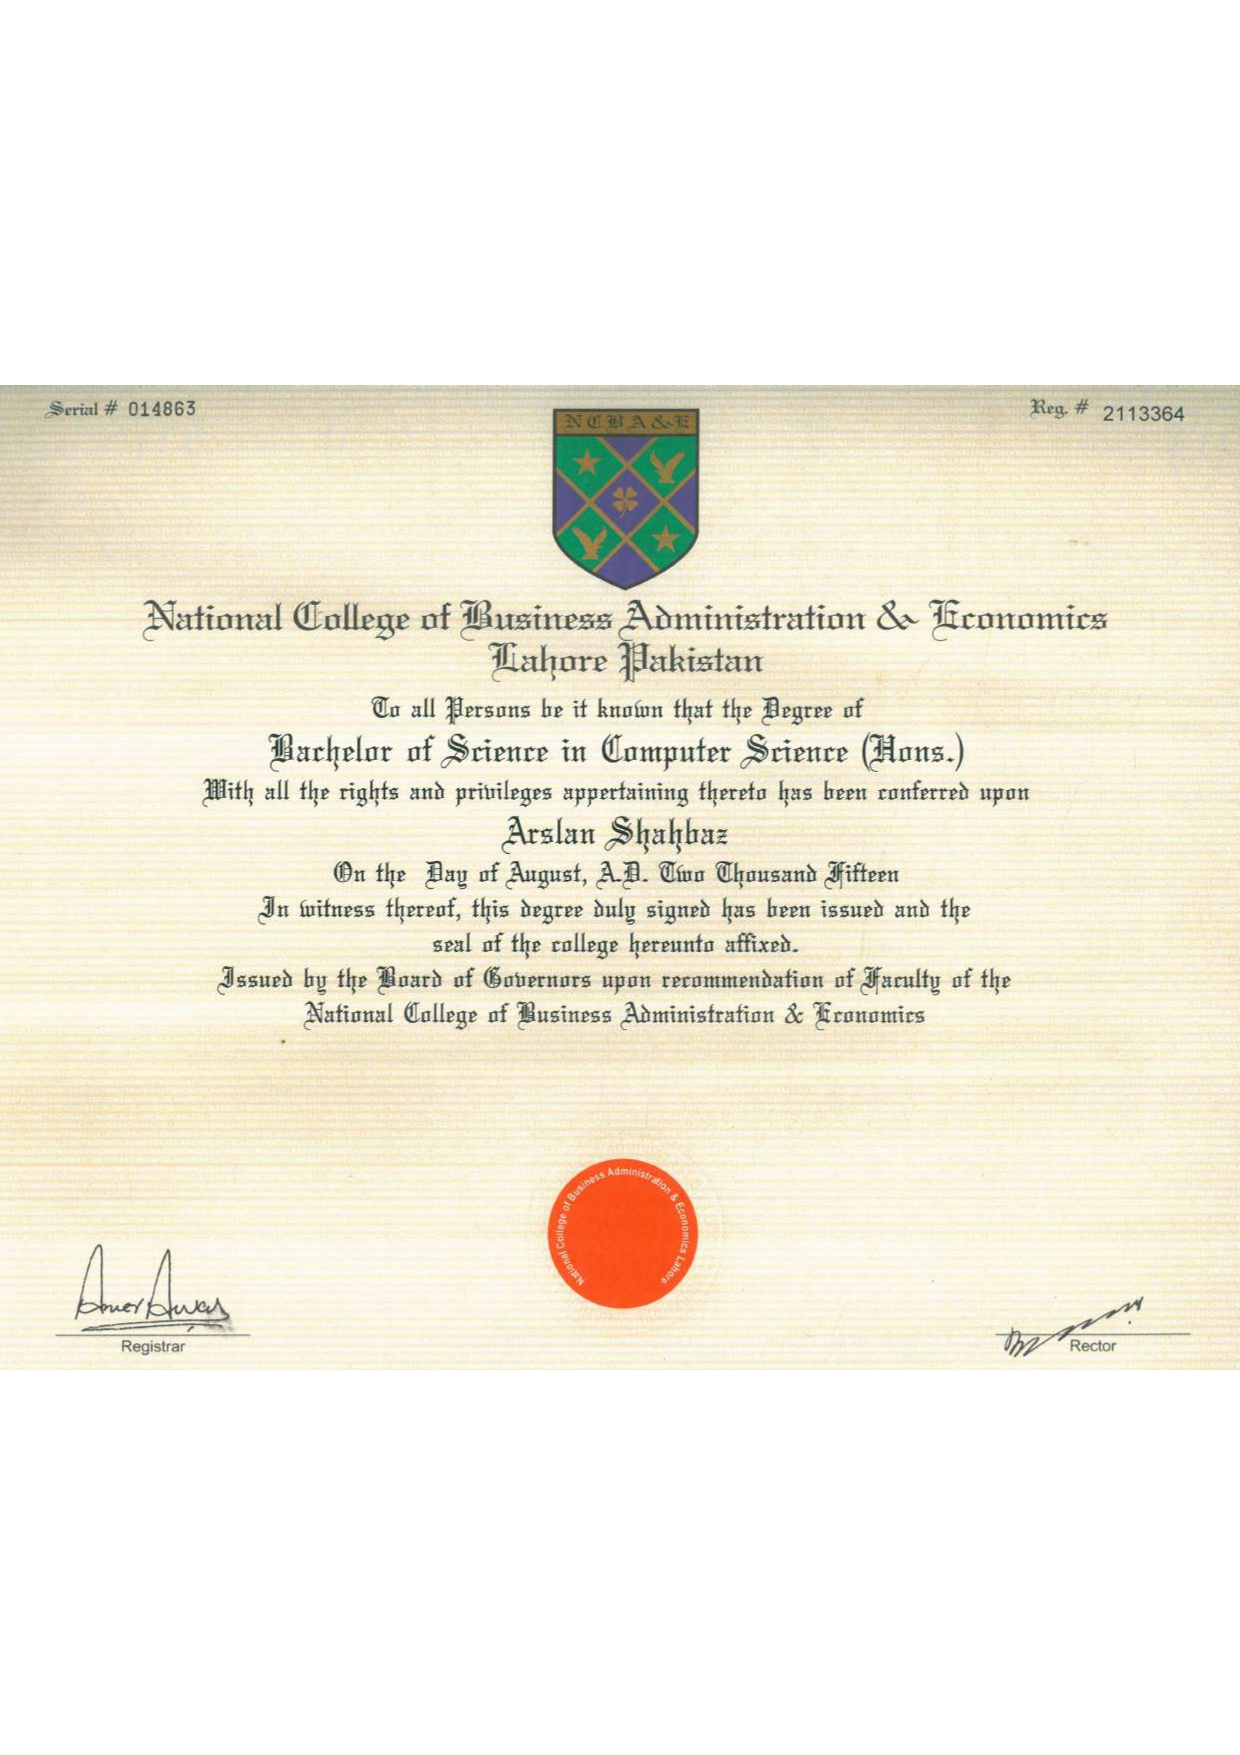 Serial # 014863
Reg. # 2113364
NCBA&E
National College of Business Administration & Economics
Lahore Pakistan
To all Persons be it known that the Degree of
Bachelor of Science in Computer Science (Hons.)
With all the rights and privileges appertaining thereto has been conferred upon
Arslan Shahbaz
On the Day of August, A.D. Two Thousand Fifteen
In witness thereof, this degree duly signed has been issued and the
seal of the college hereunto affixed.
Issued by the Board of Governors upon recommendation of Faculty of the
National College of Business Administration & Economics
National College of Business Administration & Economics Lahore
Registrar
Rector